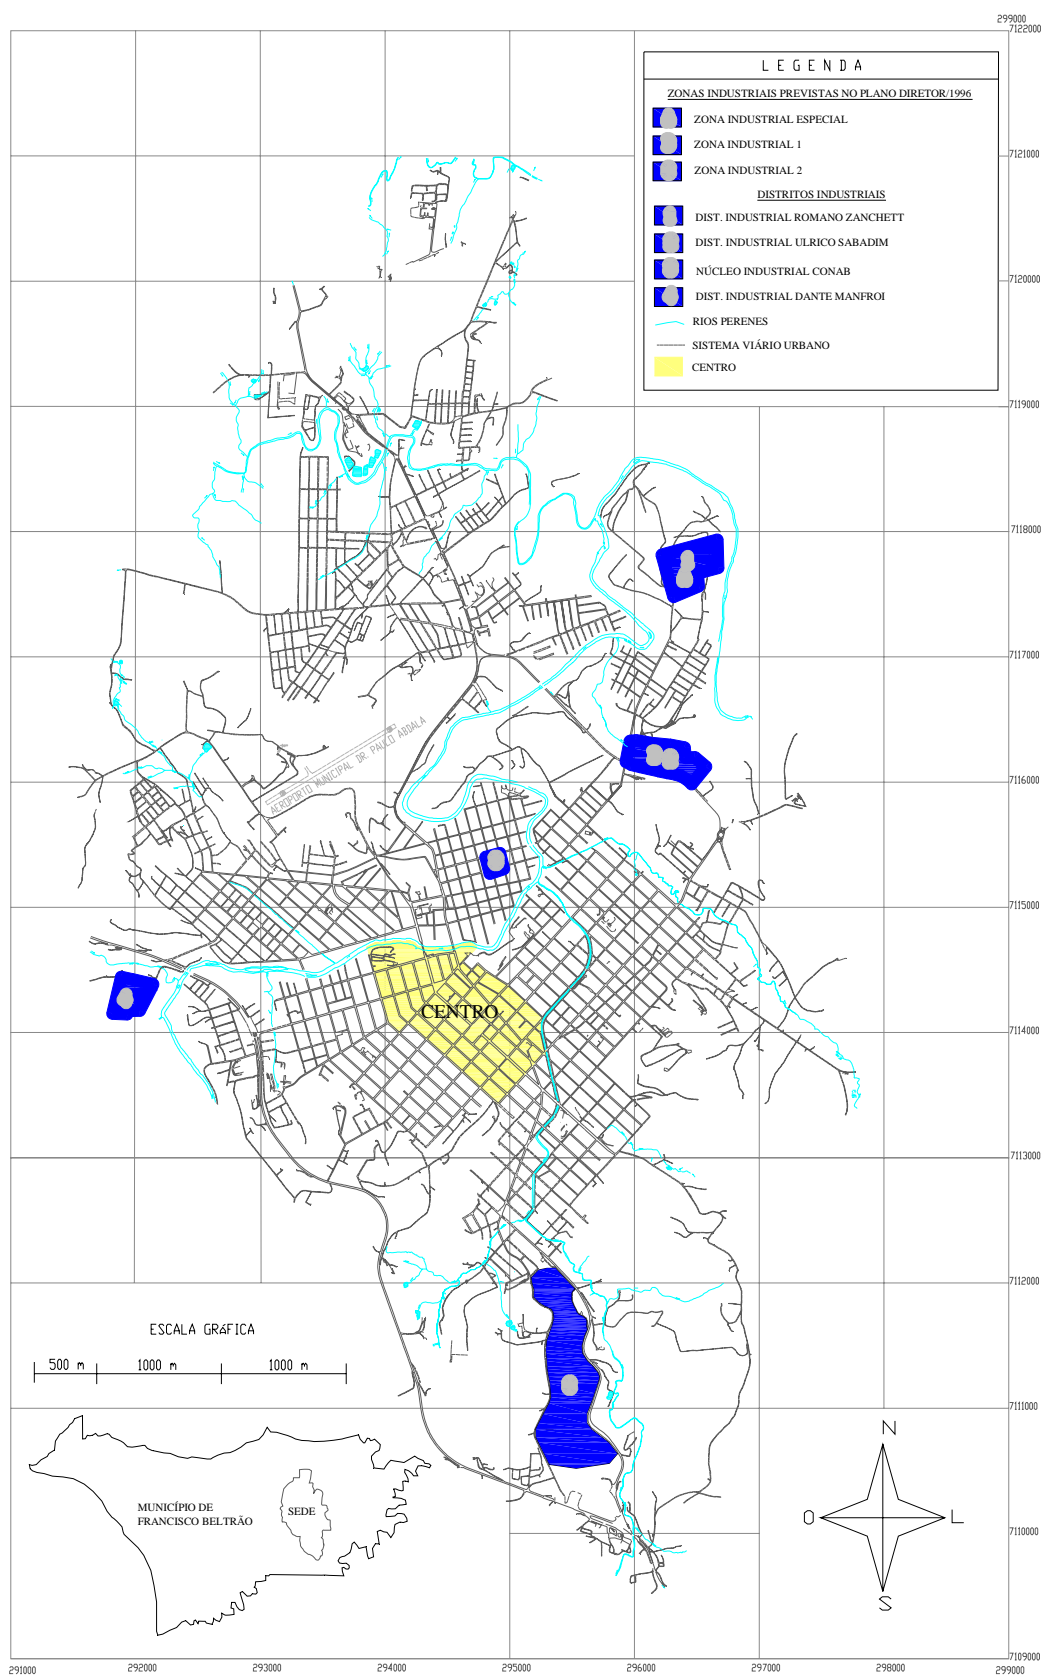 299000
7122000
L E G E N D A
ZONAS INDUSTRIAIS PREVISTAS NO PLANO DIRETOR/1996
ZONA INDUSTRIAL ESPECIAL
ZONA INDUSTRIAL 1
ZONA INDUSTRIAL 2
DISTRITOS INDUSTRIAIS
DIST. INDUSTRIAL ROMANO ZANCHETT
DIST. INDUSTRIAL ULRICO SABADIM
NÚCLEO INDUSTRIAL CONAB
DIST. INDUSTRIAL DANTE MANFROI
RIOS PERENES
SISTEMA VIÁRIO URBANO
CENTRO
7121000
7120000
7119000
7118000
7117000
AEROPORTO MUNICIPAL DR. PAULO ABDALA
7116000
7115000
CENTRO
7114000
7113000
7112000
ESCALA GRáFICA
500 m 1000 m 1000 m
7111000
N
MUNICÍPIO DE
FRANCISCO BELTRÃO
SEDE
O L
7110000
S
7109000
291000 292000 293000 294000 295000 296000 297000 298000 299000